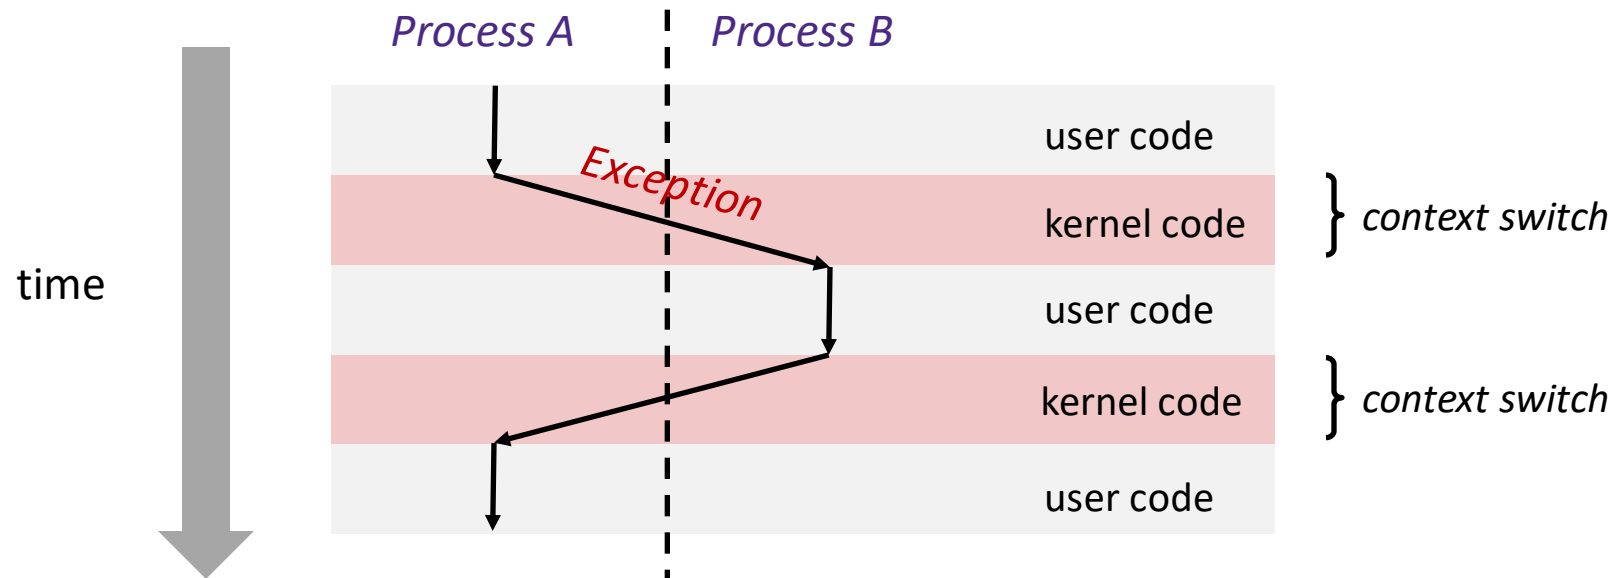 Process A
Process B
user code
Exception
kernel code
context switch
time
user code
kernel code
context switch
user code